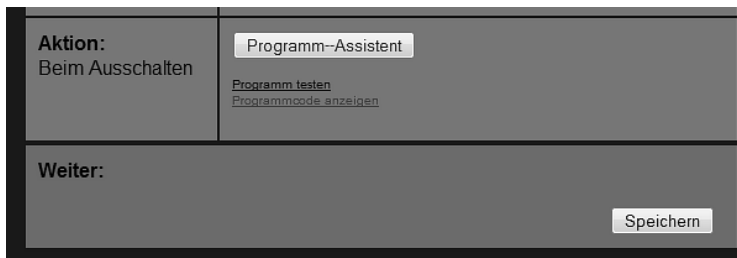 Aktion:
Beim Ausschalten
Programm--Assistent
Programm testen
Programmcode anzeigen
Weiter:
Speichern